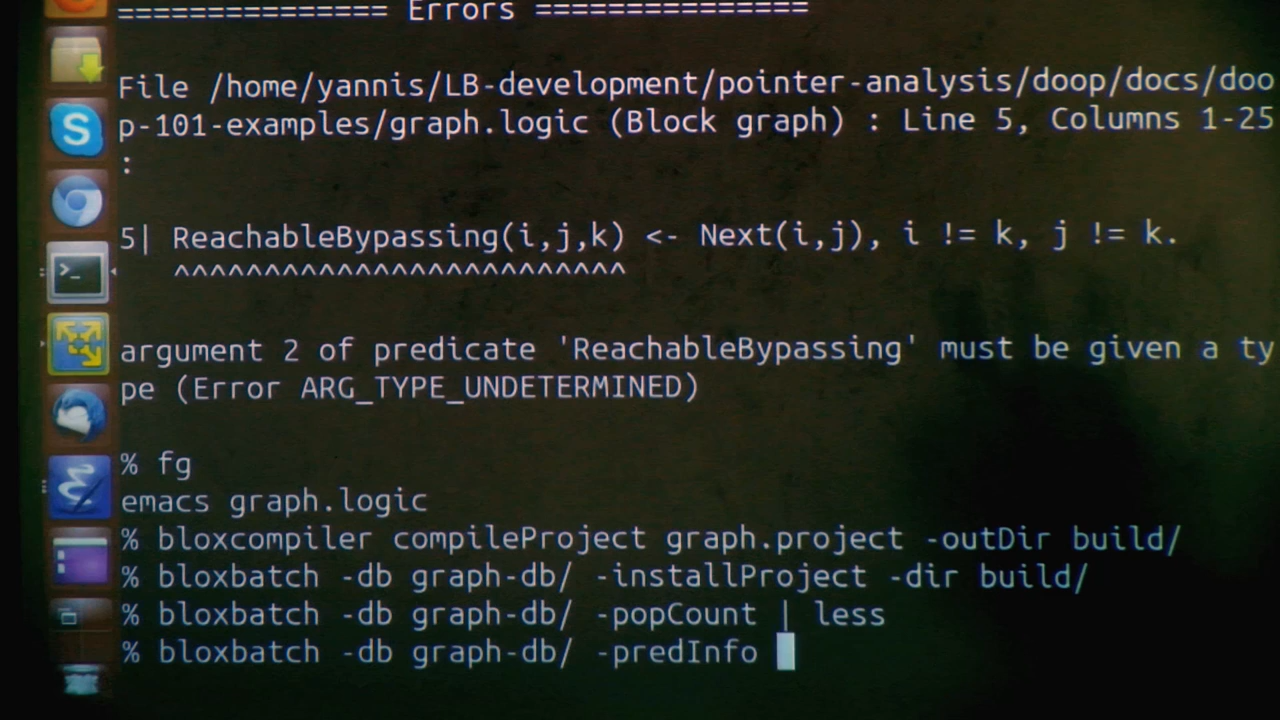 =============== Errors ===============
File /home/yannis/LB-development/pointer-analysis/doop/docs/doo
p-101-examples/graph.logic (Block graph) : Line 5, Columns 1-25
:
5| ReachableBypassing(i,j,k) <- Next(i,j), i != k, j != k.
^^^^^^^^^^^^^^^^^^^^^^^^^
argument 2 of predicate 'ReachableBypassing' must be given a ty
pe (Error ARG_TYPE_UNDETERMINED)
% fg
emacs graph.logic
% bloxcompiler compileProject graph.project -outDir build/
% bloxbatch -db graph-db/ -installProject -dir build/
% bloxbatch -db graph-db/ -popCount | less
% bloxbatch -db graph-db/ -predInfo